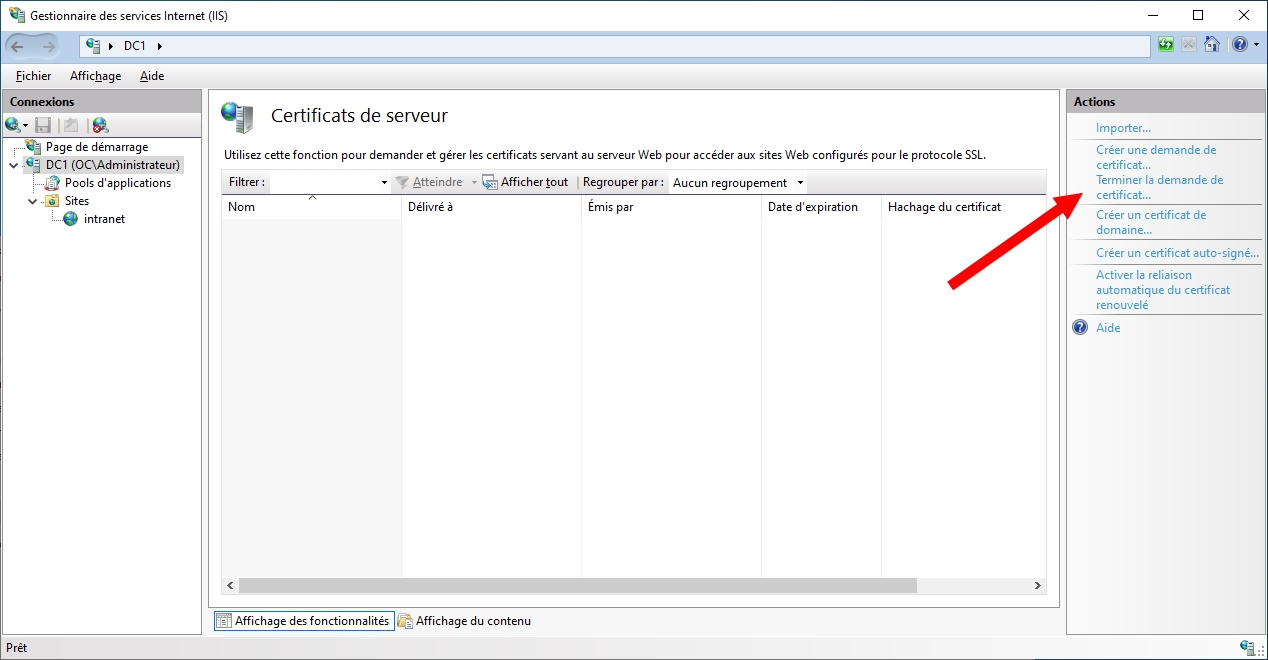 Gestionnaire des services Internet (IIS)
DC1
Fichier Affichage Aide
Connexions
Page de démarrage
DC1 (OC\Administrateur)
Pools d'applications
Sites
intranet
Certificats de serveur
Utilisez cette fonction pour demander et gérer les certificats servant au serveur Web pour accéder aux sites Web configurés pour le protocole SSL.
Filtrer : Atteindre Afficher tout Regrouper par : Aucun regroupement
Nom Délivré à Émis par Date d'expiration Hachage du certificat
Affichage des fonctionnalités Affichage du contenu
Actions
Importer...
Créer une demande de
certificat...
Terminer la demande de
certificat...
Créer un certificat de
domaine...
Créer un certificat auto-signé...
Activer la reliaison
automatique du certificat
renouvelé
Aide
Prêt